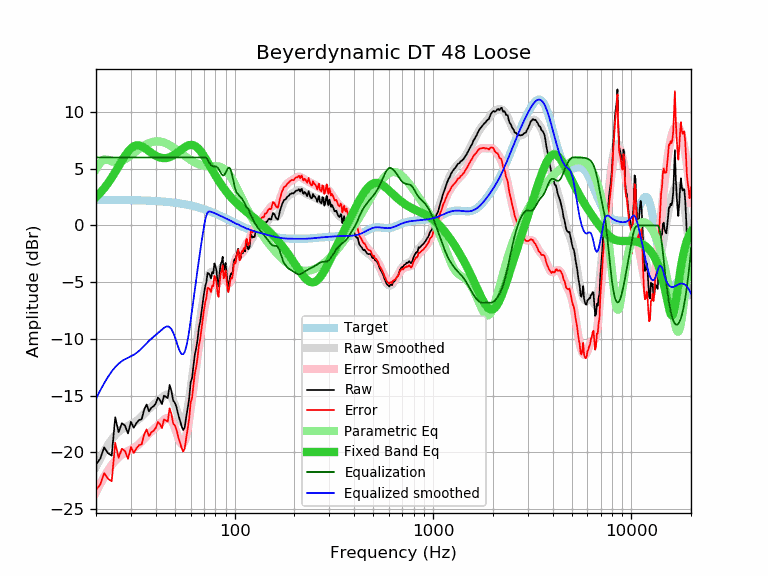 Beyerdynamic DT 48 Loose
10
5
0
−5
−10
−15
−20
−25
Amplitude (dBr)
Target
Raw Smoothed
Error Smoothed
Raw
Error
Parametric Eq
Fixed Band Eq
Equalization
Equalized smoothed
100
1000
10000
Frequency (Hz)